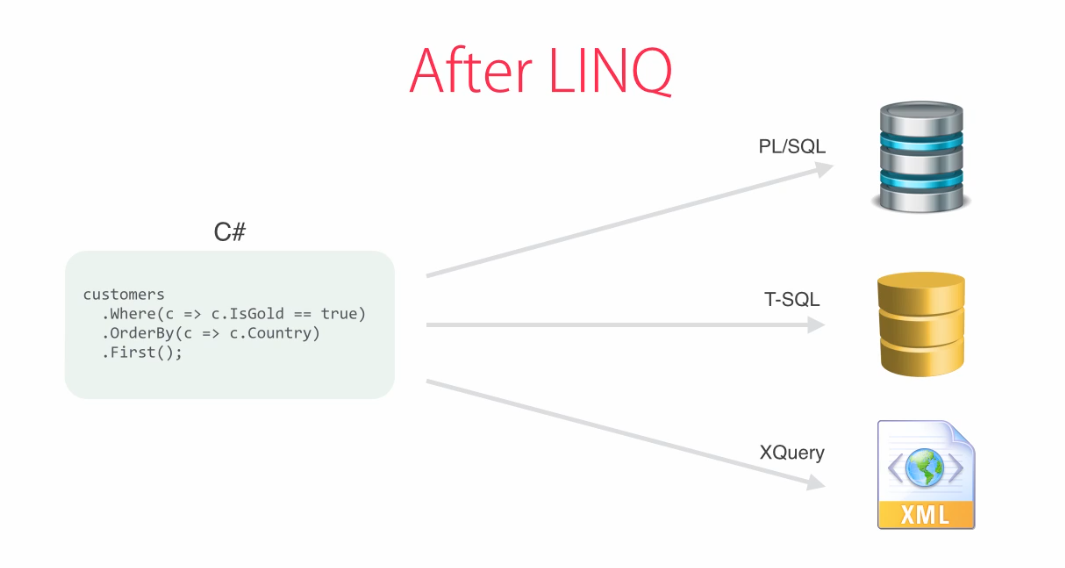 After LINQ
C#
customers
.Where(c => c.IsGold == true)
.OrderBy(c => c.Country)
.First();
PL/SQL
T-SQL
XQuery
XML